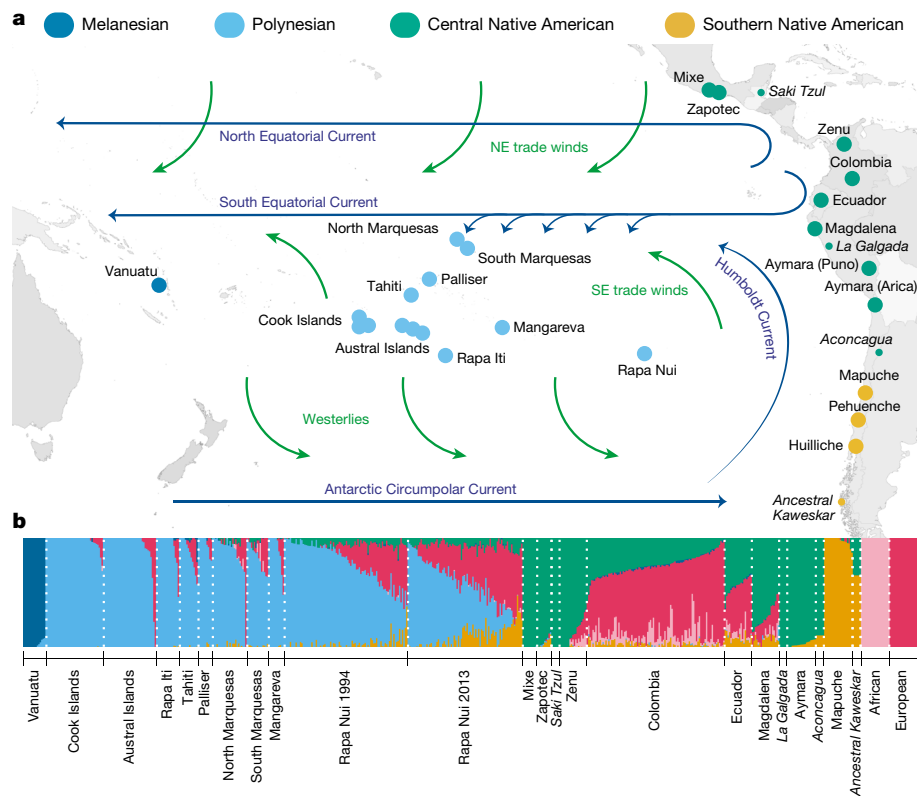 a
Melanesian
Polynesian
Central Native American
Southern Native American
Mixe
Saki Tzul
Zapotec
North Equatorial Current
NE trade winds
Zenu
Colombia
South Equatorial Current
Ecuador
North Marquesas
Magdalena
La Galgada
South Marquesas
Aymara (Puno)
Vanuatu
Palliser
Tahiti
SE trade winds
Humboldt Current
Aymara (Arica)
Cook Islands
Mangareva
Austral Islands
Rapa Iti
Rapa Nui
Aconcagua
Mapuche
Pehuenche
Westerlies
Huilliche
Antarctic Circumpolar Current
Ancestral
Kaweskar
b
Vanuatu
Cook Islands
Austral Islands
Rapa Iti
Tahiti
Palliser
North Marquesas
South Marquesas
Mangareva
Rapa Nui 1994
Rapa Nui 2013
Mixe
Zapotec
Saki Tzul
Zenu
Colombia
Ecuador
Magdalena
La Galgada
Aymara
Aconcagua
Mapuche
Ancestral Kaweskar
African
European